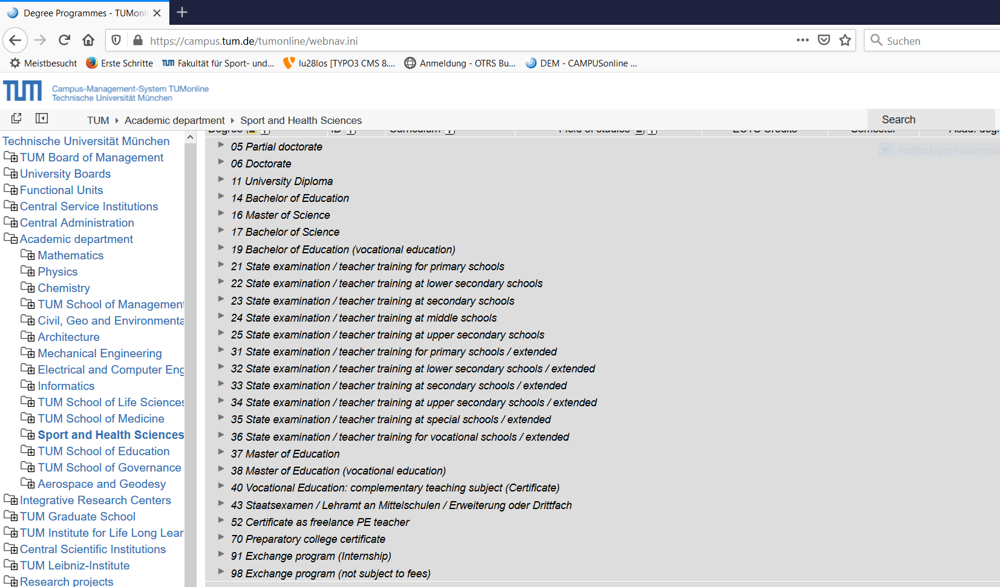 Degree Programmes - TUMonli
https://campus.tum.de/tumonline/webnav.ini
Suchen
Meistbesucht
Erste Schritte
TUM Fakultät für Sport- und...
lu28los [TYPO3 CMS 8....
Anmeldung - OTRS Bu...
DEM - CAMPUSonline ...
TUM
Campus-Management-System TUMonline
Technische Universität München
TUM
Academic department
Sport and Health Sciences
Search
Degree
ID
Curriculum
Field of studies
ECTS Credits
Semester
Acad. degr
Rechteckiges Ausschneide
Technische Universität München
TUM Board of Management
University Boards
Functional Units
Central Service Institutions
Central Administration
Academic department
Mathematics
Physics
Chemistry
TUM School of Management
Civil, Geo and Environmenta
Architecture
Mechanical Engineering
Electrical and Computer Eng
Informatics
TUM School of Life Sciences
TUM School of Medicine
Sport and Health Sciences
TUM School of Education
TUM School of Governance
Aerospace and Geodesy
Integrative Research Centers
TUM Graduate School
TUM Institute for Life Long Lear
Central Scientific Institutions
TUM Leibniz-Institute
Research projects
05 Partial doctorate
06 Doctorate
11 University Diploma
14 Bachelor of Education
16 Master of Science
17 Bachelor of Science
19 Bachelor of Education (vocational education)
21 State examination / teacher training for primary schools
22 State examination / teacher training at lower secondary schools
23 State examination / teacher training at secondary schools
24 State examination / teacher training at middle schools
25 State examination / teacher training at upper secondary schools
31 State examination / teacher training for primary schools / extended
32 State examination / teacher training at lower secondary schools / extended
33 State examination / teacher training at secondary schools / extended
34 State examination / teacher training at upper secondary schools / extended
35 State examination / teacher training at special schools / extended
36 State examination / teacher training for vocational schools / extended
37 Master of Education
38 Master of Education (vocational education)
40 Vocational Education: complementary teaching subject (Certificate)
43 Staatsexamen / Lehramt an Mittelschulen / Erweiterung oder Drittfach
52 Certificate as freelance PE teacher
70 Preparatory college certificate
91 Exchange program (Internship)
98 Exchange program (not subject to fees)